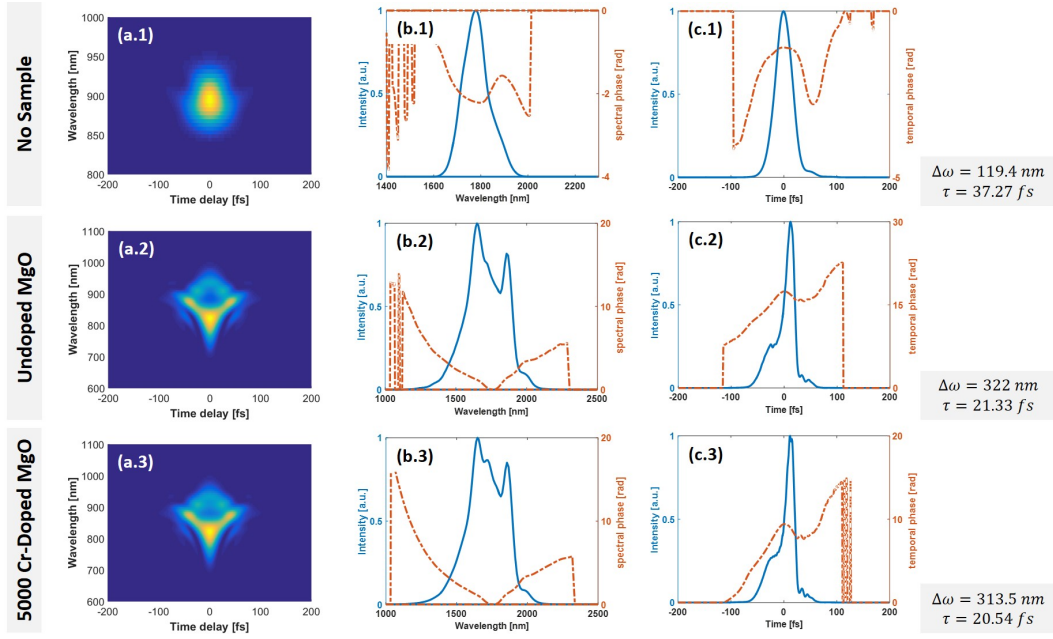 No Sample
(a.1)
Wavelength [nm]
1000
950
900
850
800
-200 -100 0 100 200
Time delay [fs]
(b.1)
Intensity [a.u.]
1
0.5
0
1400 1600 1800 2000 2200
Wavelength [nm]
0
-2
-4
spectral phase [rad]
(c.1)
Intensity [a.u.]
1
0.5
0
-200 -100 0 100 200
Time [fs]
0
-5
temporal phase [rad]
Δω = 119.4 nm
τ = 37.27 fs
Undoped MgO
(a.2)
Wavelength [nm]
1100
1000
900
800
700
600
-200 -100 0 100 200
Time delay [fs]
(b.2)
Intensity [a.u.]
1
0.5
0
1000 1500 2000 2500
Wavelength [nm]
20
10
0
spectral phase [rad]
(c.2)
Intensity [a.u.]
1
0.5
0
-200 -100 0 100 200
Time [fs]
30
15
0
temporal phase [rad]
Δω = 322 nm
τ = 21.33 fs
5000 Cr-Doped MgO
(a.3)
Wavelength [nm]
1100
1000
900
800
700
600
-200 -100 0 100 200
Time delay [fs]
(b.3)
Intensity [a.u.]
1
0.5
0
1000 1500 2000 2500
Wavelength [nm]
20
10
0
spectral phase [rad]
(c.3)
Intensity [a.u.]
1
0.5
0
-200 -100 0 100 200
Time [fs]
20
10
0
temporal phase [rad]
Δω = 313.5 nm
τ = 20.54 fs